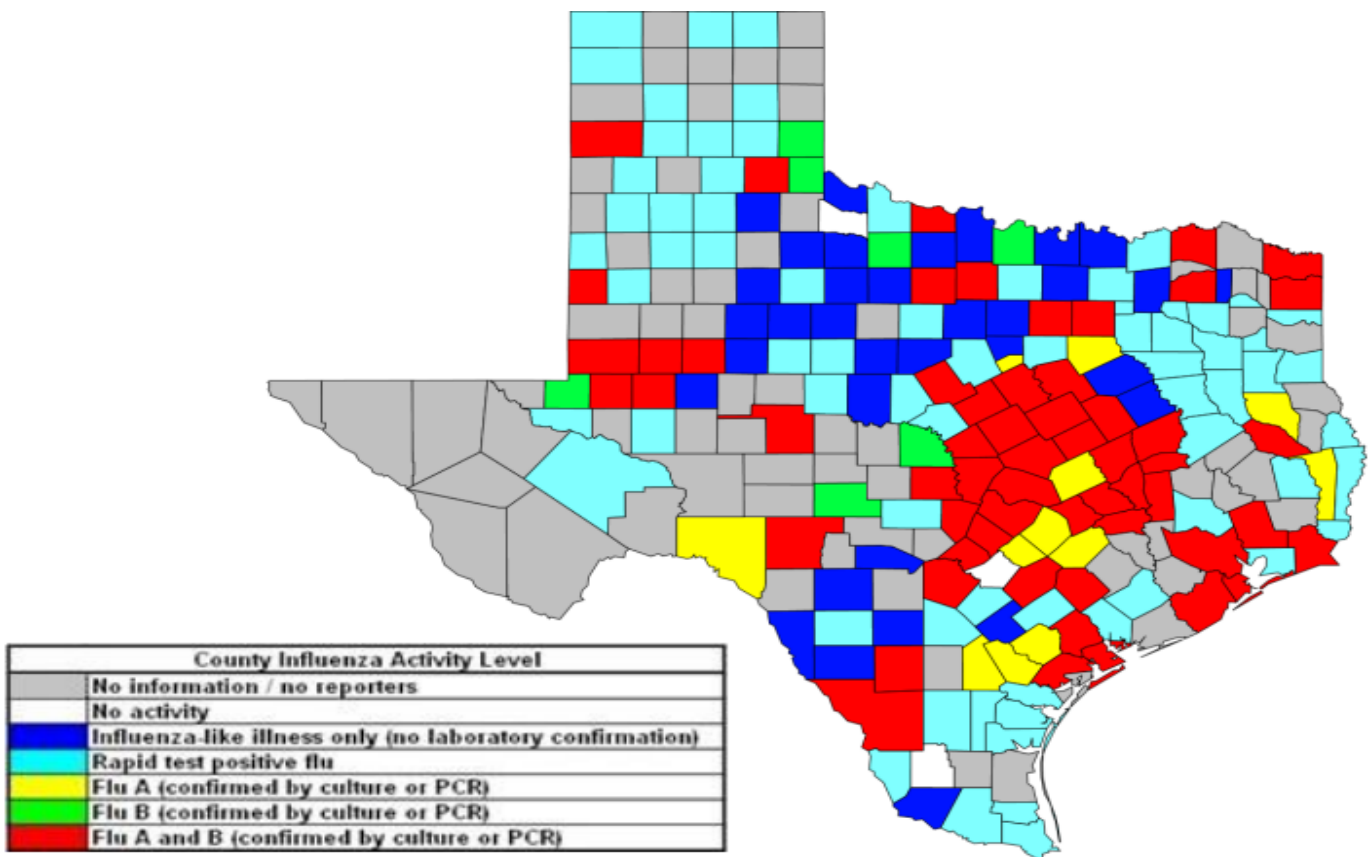 County Influenza Activity Level
No information / no reporters
No activity
Influenza-like illness only (no laboratory confirmation)
Rapid test positive flu
Flu A (confirmed by culture or PCR)
Flu B (confirmed by culture or PCR)
Flu A and B (confirmed by culture or PCR)